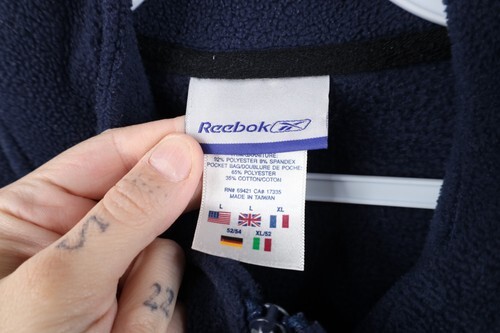 Reebok
92% POLYESTER 8% SPANDEX
POCKET BAG/DOUBLURE DE POCHE:
65% POLYESTER
35% COTTON/COTON
RN# 59421 CA# 17335
MADE IN TAIWAN
L L XL
52/54 XL/52
22